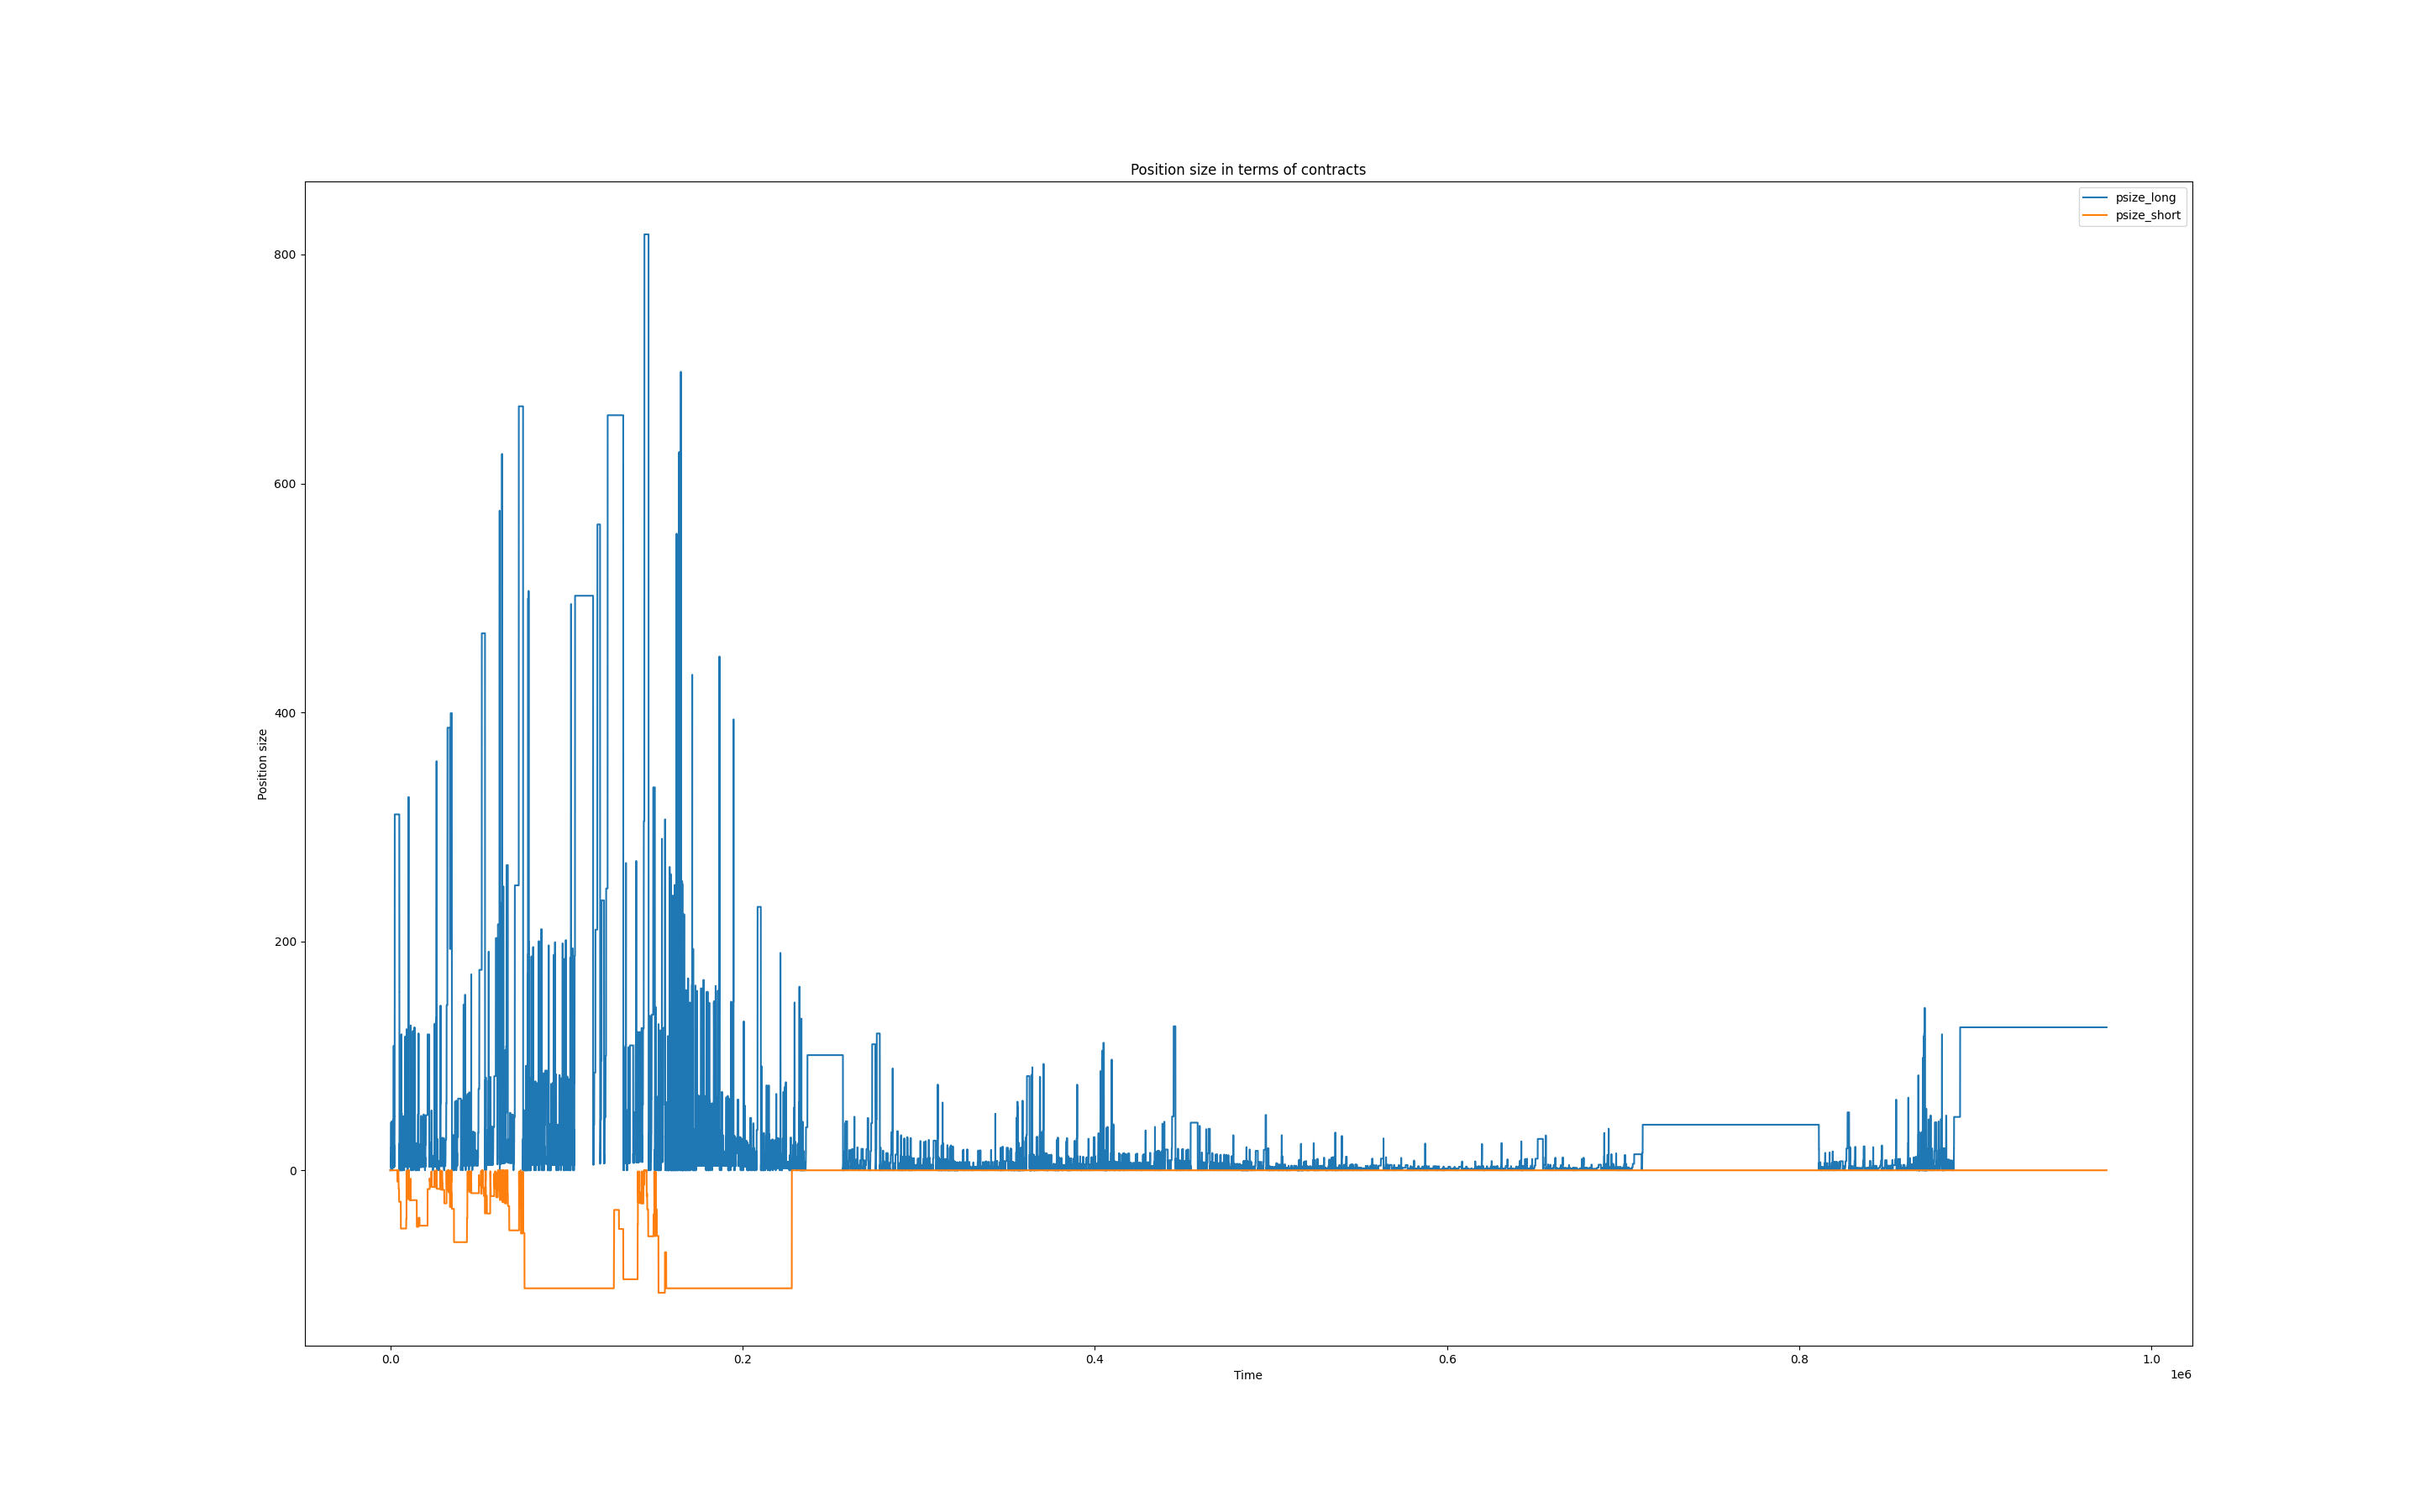 Position size in terms of contracts
psize_long
psize_short
800
600
400
200
0
Position size
0.0
0.2
0.4
0.6
0.8
1.0
Time
1e6